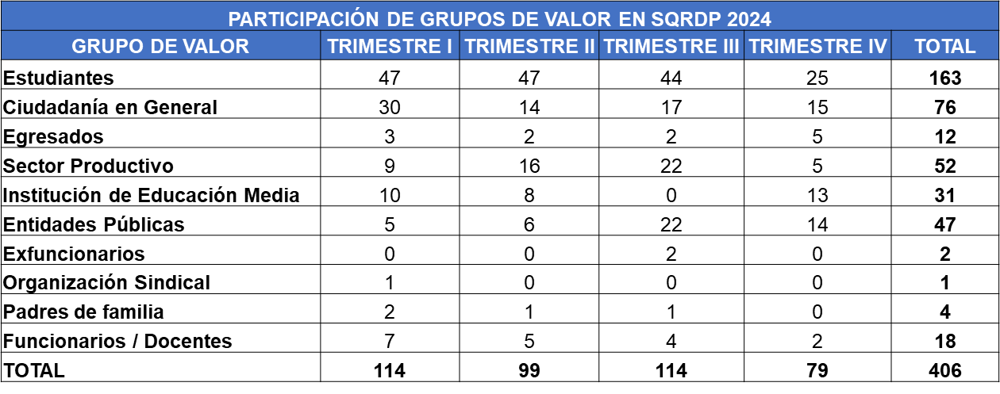 PARTICIPACIÓN DE GRUPOS DE VALOR EN SQRDP 2024
GRUPO DE VALOR TRIMESTRE I TRIMESTRE II TRIMESTRE III TRIMESTRE IV TOTAL
Estudiantes 47 47 44 25 163
Ciudadanía en General 30 14 17 15 76
Egresados 3 2 2 5 12
Sector Productivo 9 16 22 5 52
Institución de Educación Media 10 8 0 13 31
Entidades Públicas 5 6 22 14 47
Exfuncionarios 0 0 2 0 2
Organización Sindical 1 0 0 0 1
Padres de familia 2 1 1 0 4
Funcionarios / Docentes 7 5 4 2 18
TOTAL 114 99 114 79 406